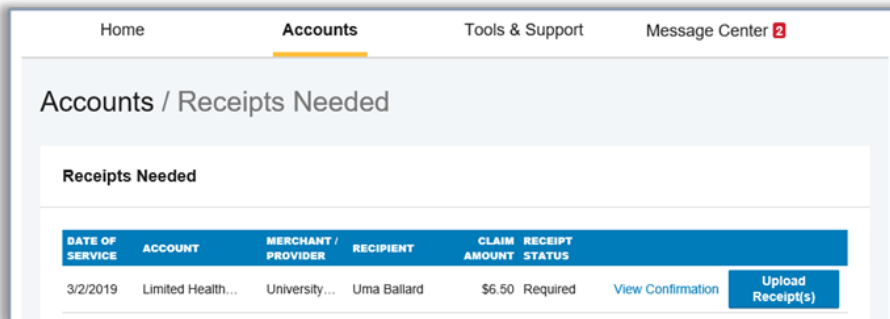 Home Accounts Tools & Support Message Center 2
Accounts / Receipts Needed
Receipts Needed
DATE OF SERVICE ACCOUNT MERCHANT / PROVIDER RECIPIENT CLAIM AMOUNT RECEIPT STATUS
3/2/2019 Limited Health... University... Uma Ballard $6.50 Required View Confirmation Upload Receipt(s)